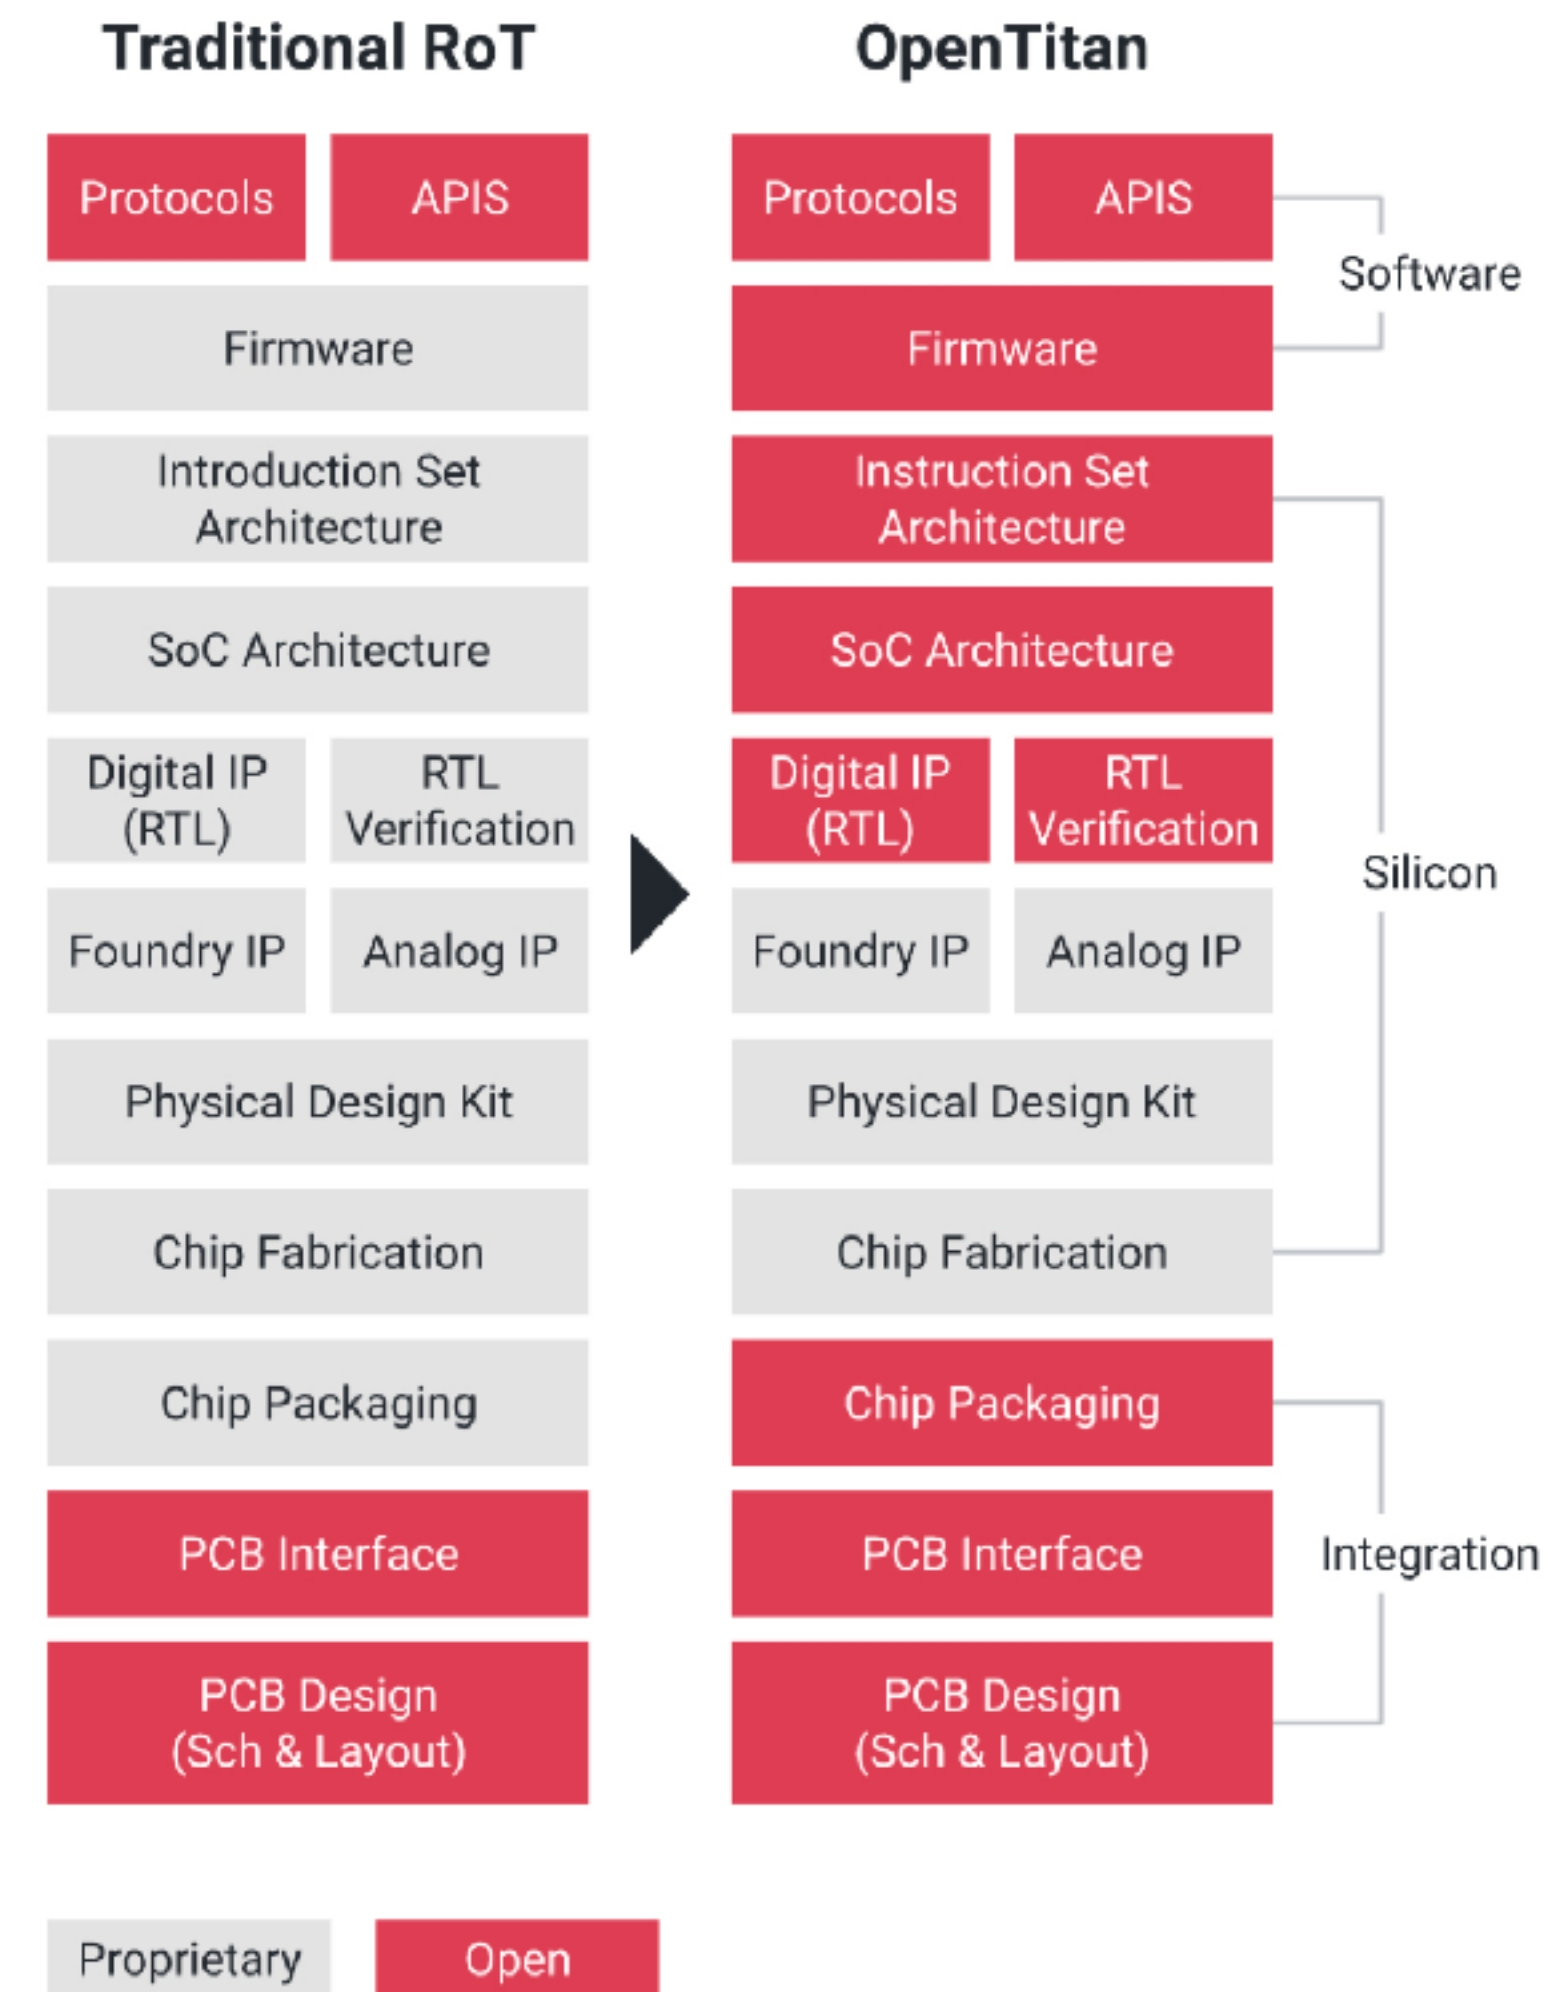 Traditional RoT
Protocols
APIS
Firmware
Introduction Set
Architecture
SoC Architecture
Digital IP
(RTL)
RTL
Verification
Foundry IP
Analog IP
Physical Design Kit
Chip Fabrication
Chip Packaging
PCB Interface
PCB Design
(Sch & Layout)
OpenTitan
Protocols
APIS
Firmware
Instruction Set
Architecture
SoC Architecture
Digital IP
(RTL)
RTL
Verification
Foundry IP
Analog IP
Physical Design Kit
Chip Fabrication
Chip Packaging
PCB Interface
PCB Design
(Sch & Layout)
Software
Silicon
Integration
Proprietary
Open